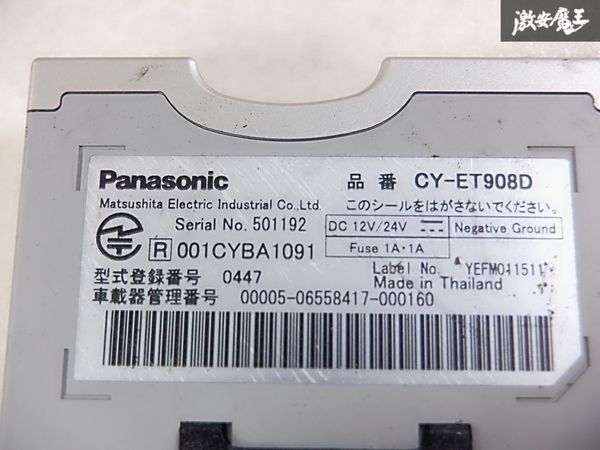 激安魔王
Panasonic 品番 CY-ET908D
Matsushita Electric Industrial Co.,Ltd. このシールをはがさないでください。
Serial No. 501192 DC 12V/24V Negative Ground
R 001CYBA1091 Fuse 1A・1A
型式登録番号 0447 Label No. YEFM011511
Made in Thailand
車載器管理番号 00005-06558417-000160